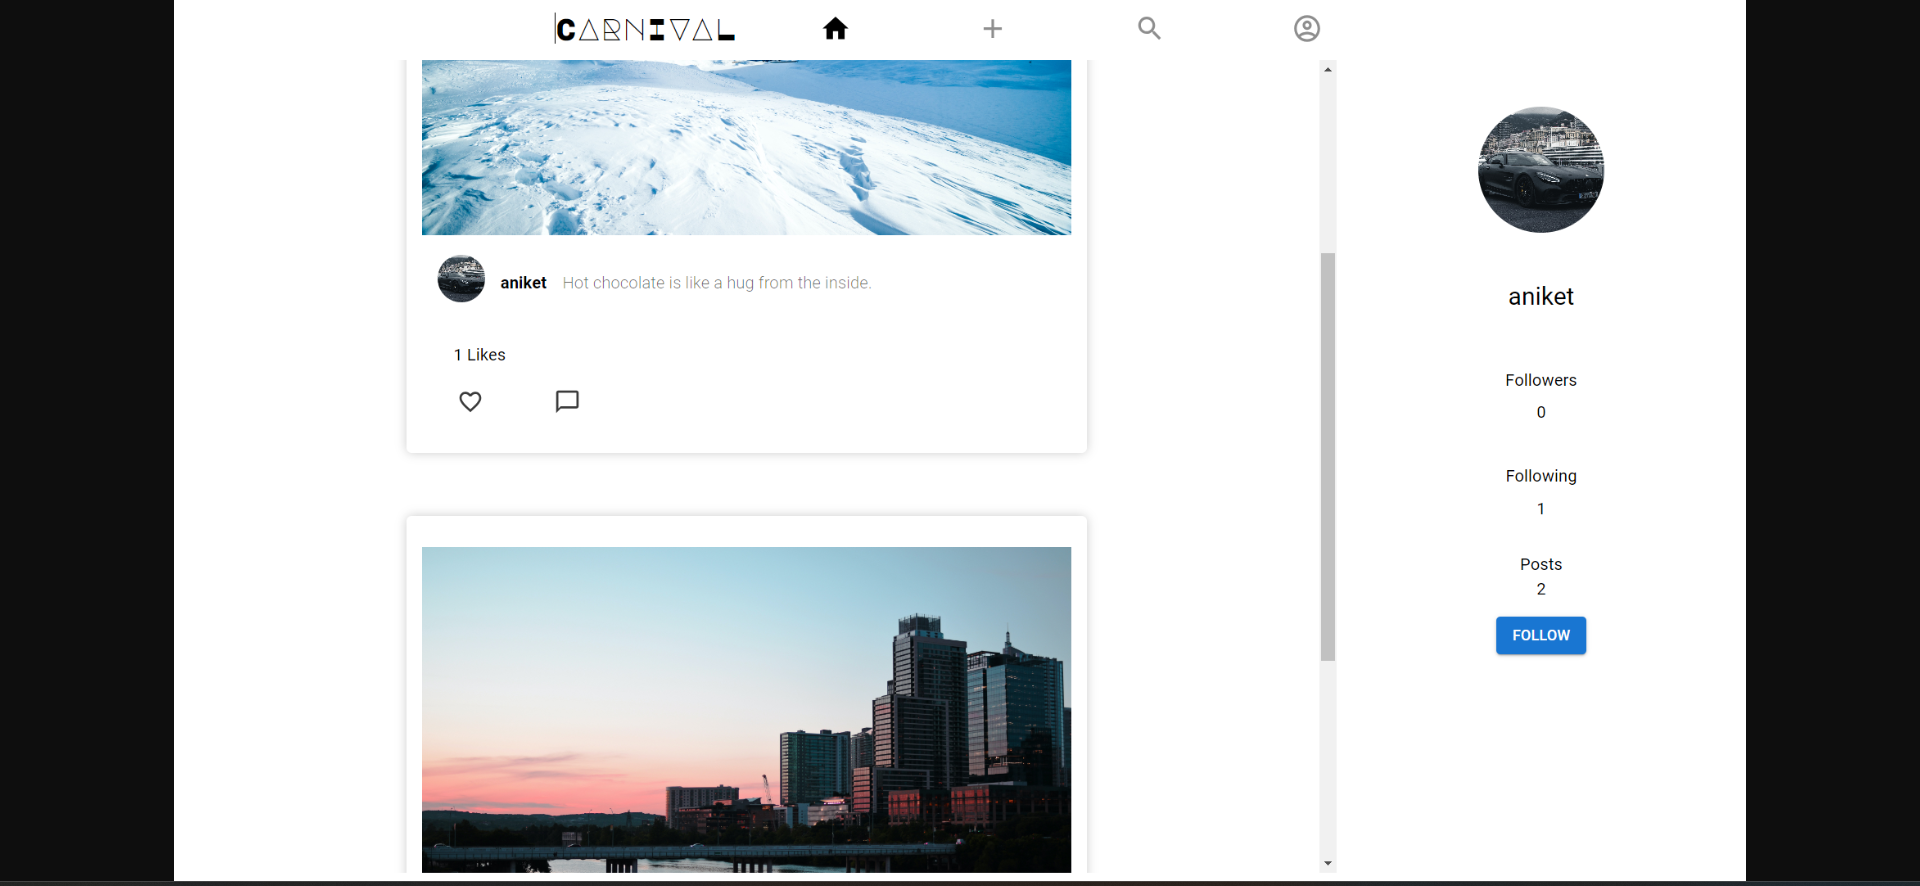 CARNIVAL
aniket Hot chocolate is like a hug from the inside.
1 Likes
aniket
Followers
0
Following
1
Posts
2
FOLLOW